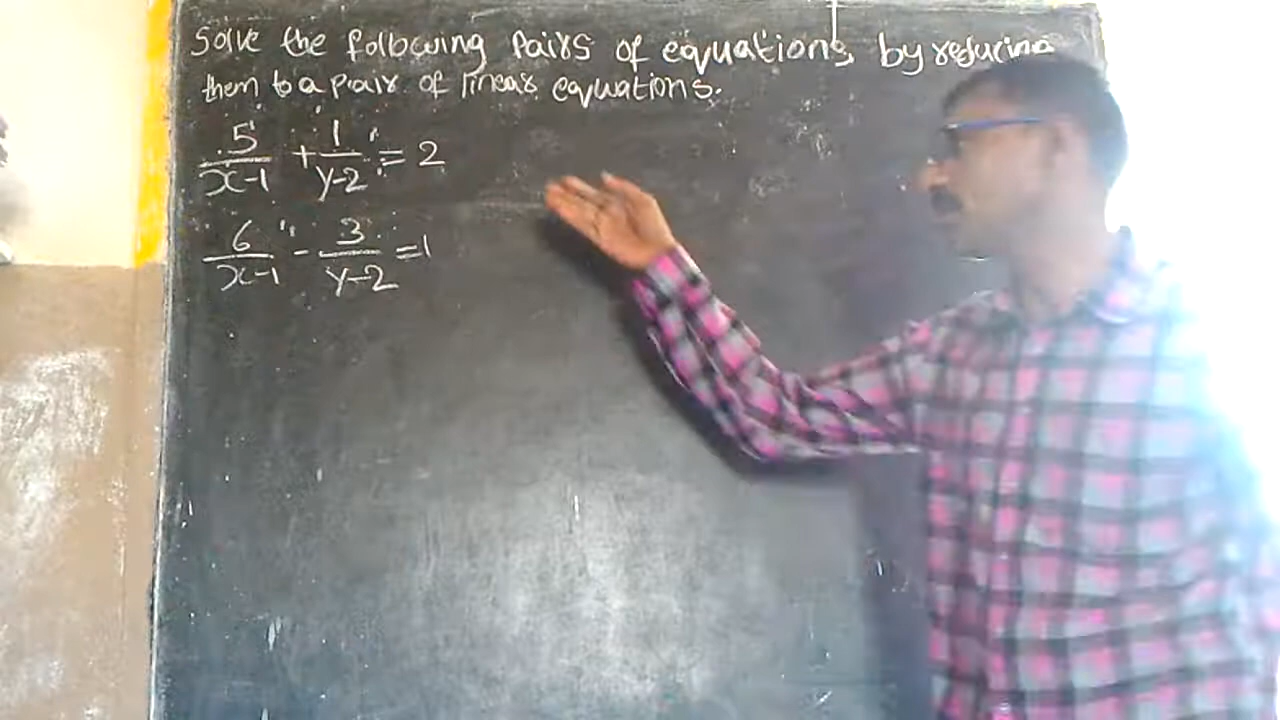 Solve the following Pairs of equations, by reducing
them to a pair of linear equations.
5/(x-1) + 1/(y-2) = 2
6/(x-1) - 3/(y-2) = 1